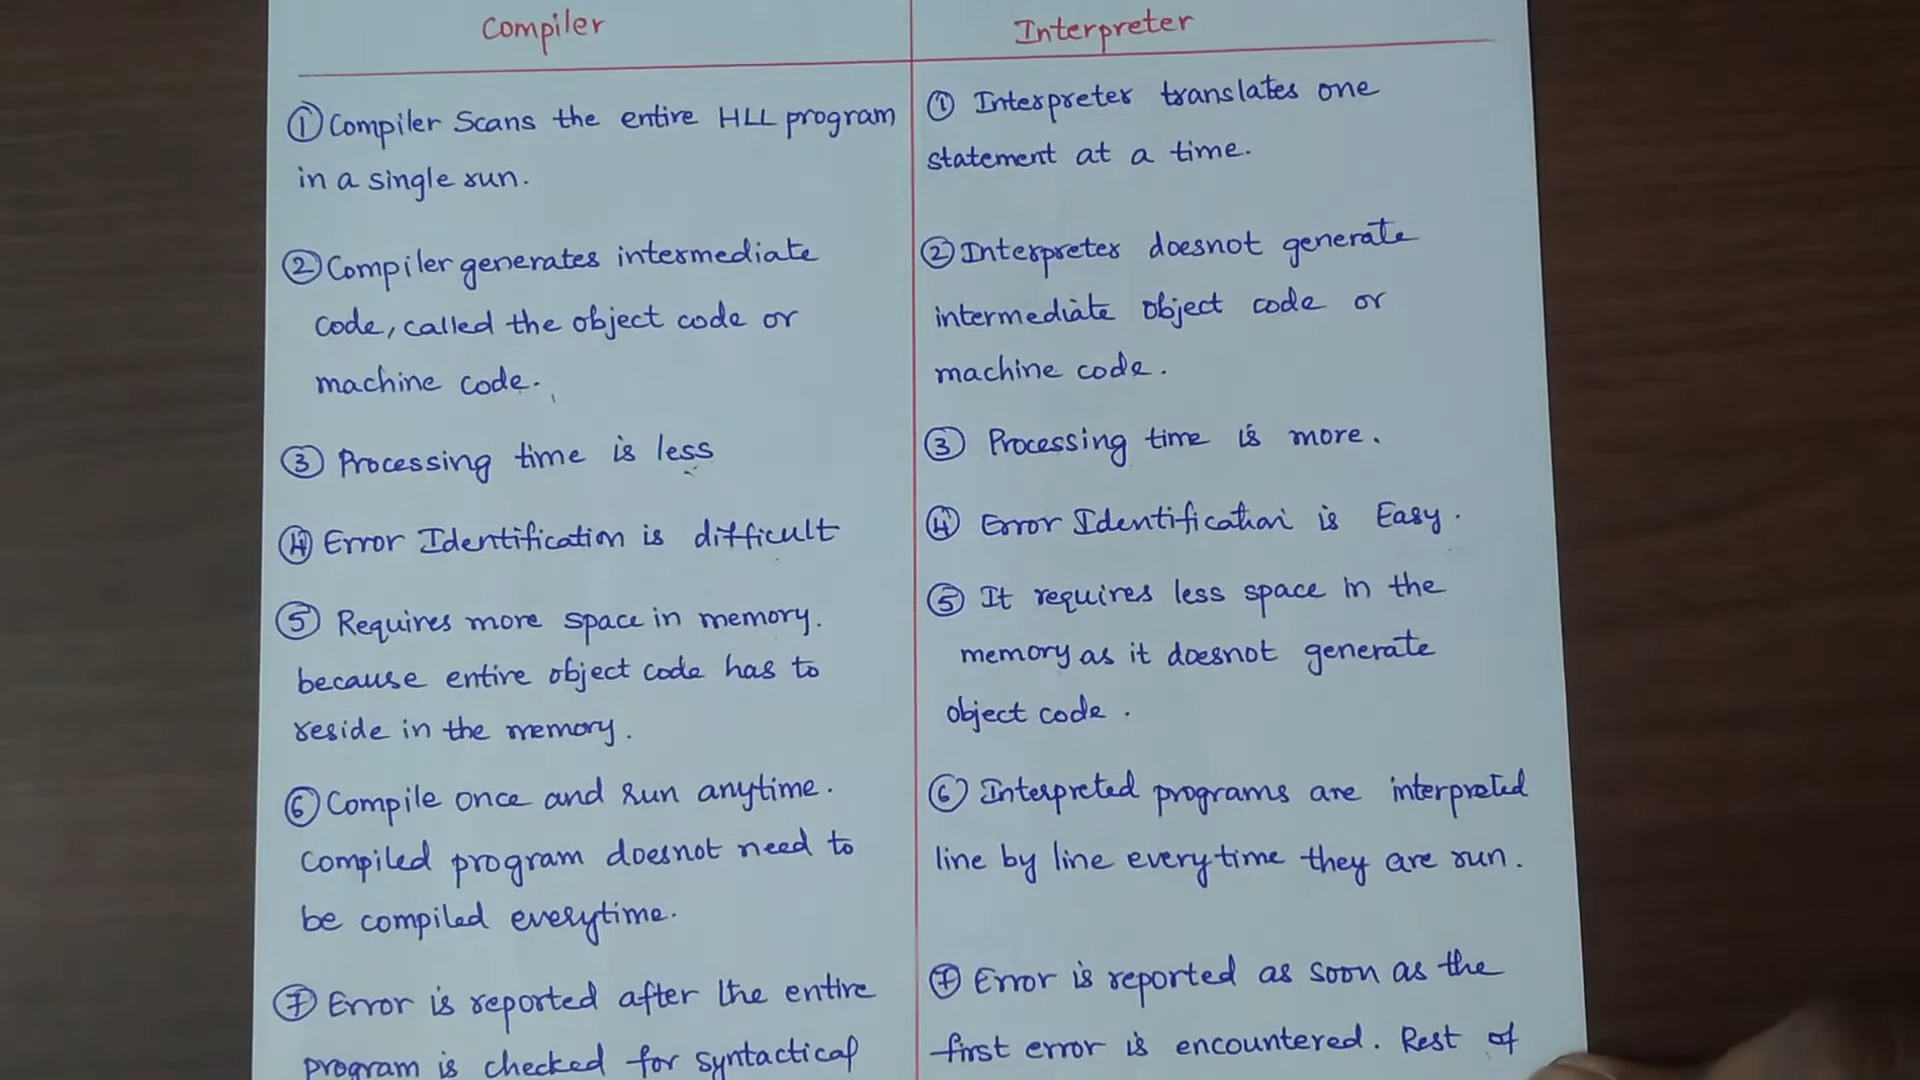 Compiler
① Compiler Scans the entire HLL program
in a single run.
② Compiler generates intermediate
code, called the object code or
machine code.
③ Processing time is less
④ Error Identification is difficult
⑤ Requires more space in memory.
because entire object code has to
reside in the memory.
⑥ Compile once and run anytime.
Compiled program doesnot need to
be compiled everytime.
⑦ Error is reported after the entire
program is checked for syntactical
Interpreter
① Interpreter translates one
statement at a time.
② Interpreter doesnot generate
intermediate object code or
machine code.
③ Processing time is more.
④ Error Identification is Easy.
⑤ It requires less space in the
memory as it doesnot generate
object code.
⑥ Interpreted programs are interpreted
line by line everytime they are run.
⑦ Error is reported as soon as the
first error is encountered. Rest of